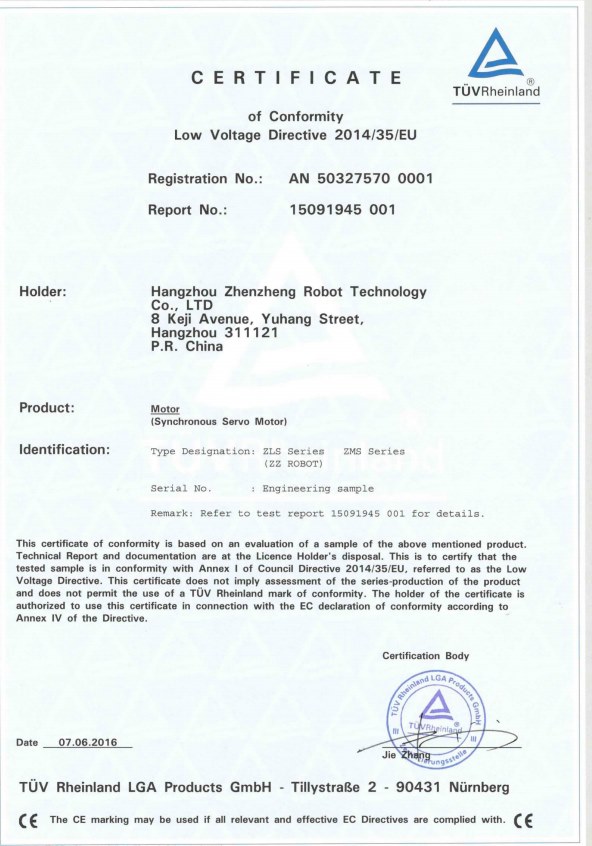 TÜVRheinland®
CERTIFICATE
of Conformity
Low Voltage Directive 2014/35/EU
Registration No.: AN 50327570 0001
Report No.: 15091945 001
Holder: Hangzhou Zhenzheng Robot Technology
Co., LTD
8 Keji Avenue, Yuhang Street,
Hangzhou 311121
P.R. China
Product: Motor
(Synchronous Servo Motor)
Identification: Type Designation: ZLS Series ZMS Series
(ZZ ROBOT)
Serial No. : Engineering sample
Remark: Refer to test report 15091945 001 for details.
This certificate of conformity is based on an evaluation of a sample of the above mentioned product.
Technical Report and documentation are at the Licence Holder's disposal. This is to certify that the
tested sample is in conformity with Annex I of Council Directive 2014/35/EU, referred to as the Low
Voltage Directive. This certificate does not imply assessment of the series-production of the product
and does not permit the use of a TÜV Rheinland mark of conformity. The holder of the certificate is
authorized to use this certificate in connection with the EC declaration of conformity according to
Annex IV of the Directive.
Certification Body
TÜV Rheinland LGA Products GmbH
TÜVRheinland®
Date 07.06.2016
Jie Zhang
TÜV Rheinland LGA Products GmbH - Tillystraße 2 - 90431 Nürnberg
CE The CE marking may be used if all relevant and effective EC Directives are complied with. CE